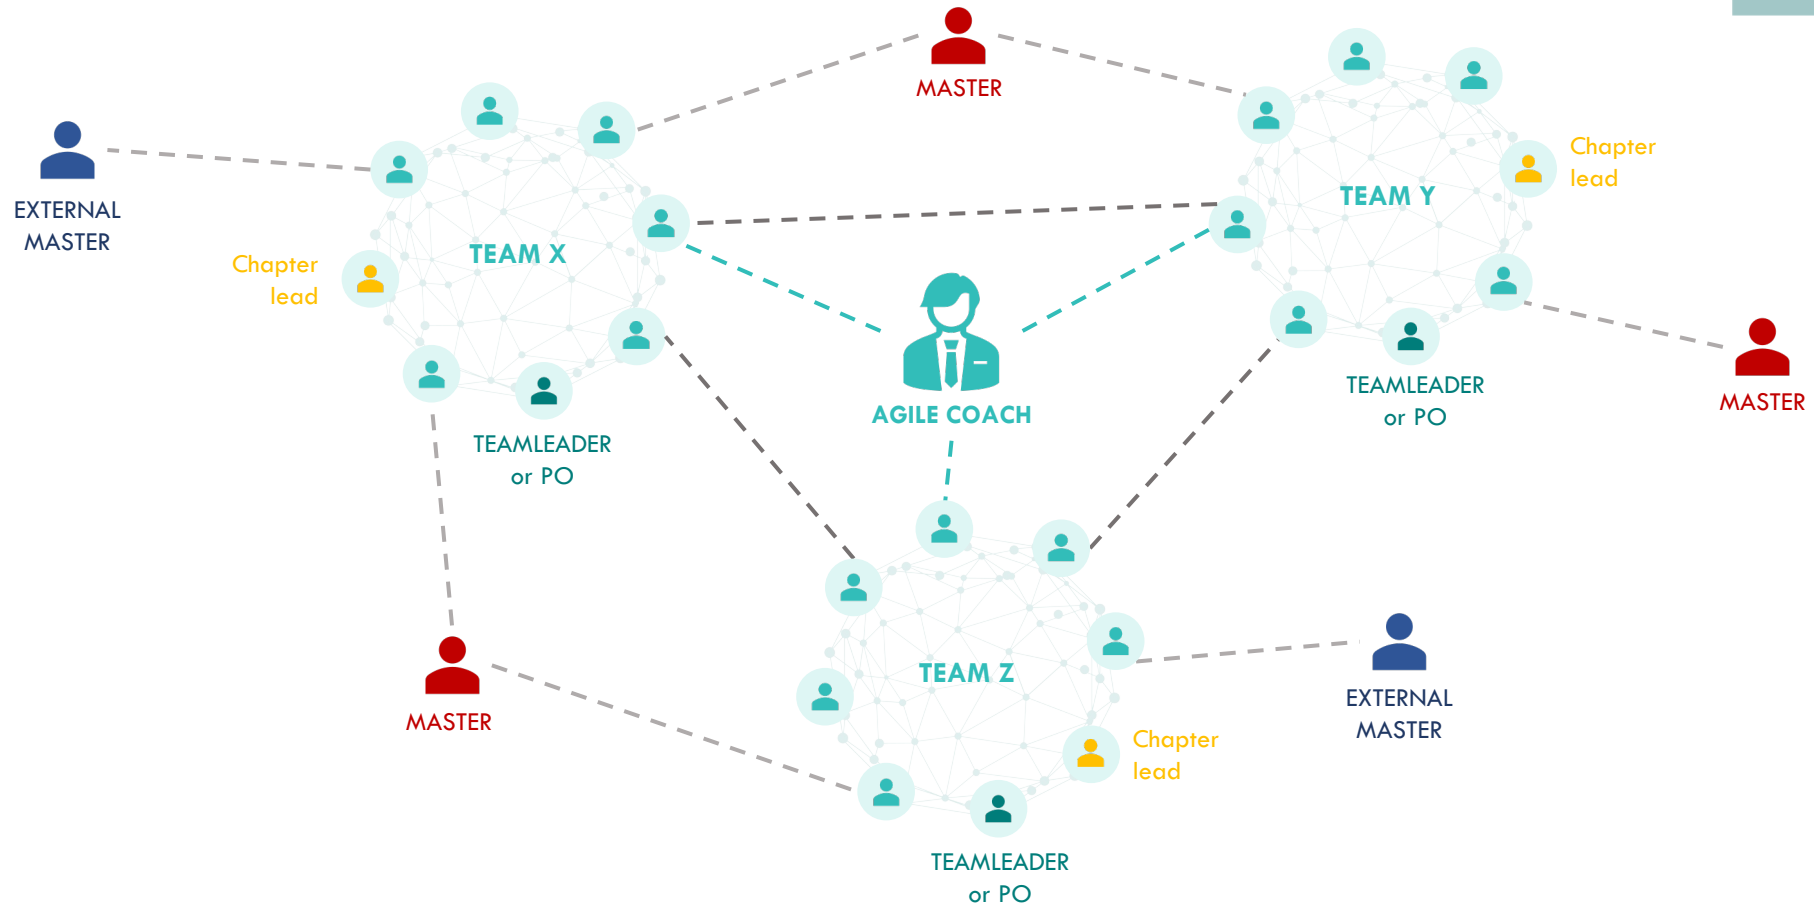 MASTER
EXTERNAL
MASTER
Chapter
lead
TEAM X
TEAMLEADER
or PO
TEAM Y
Chapter
lead
TEAMLEADER
or PO
MASTER
AGILE COACH
MASTER
TEAM Z
Chapter
lead
TEAMLEADER
or PO
EXTERNAL
MASTER